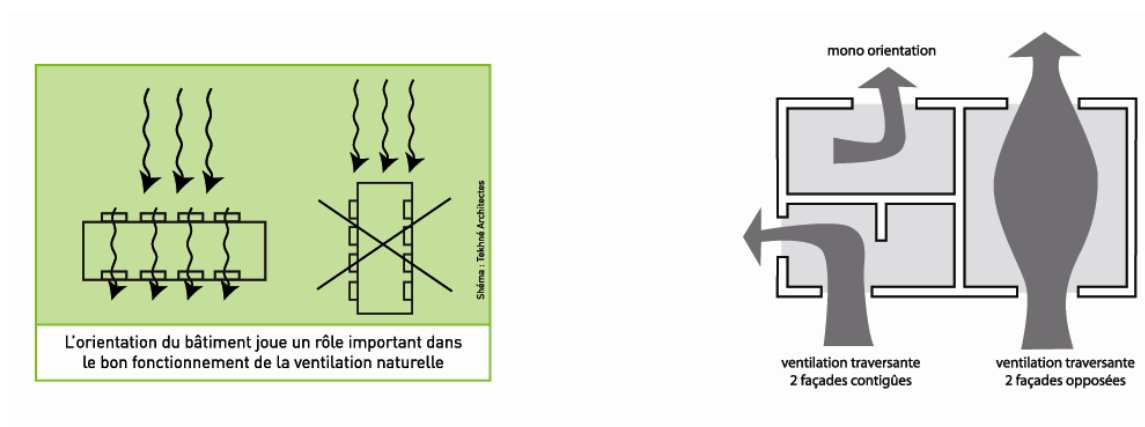 Shéma : Tekhné Architectes
L'orientation du bâtiment joue un rôle important dans
le bon fonctionnement de la ventilation naturelle
mono orientation
ventilation traversante
2 façades contigûes
ventilation traversante
2 façades opposées